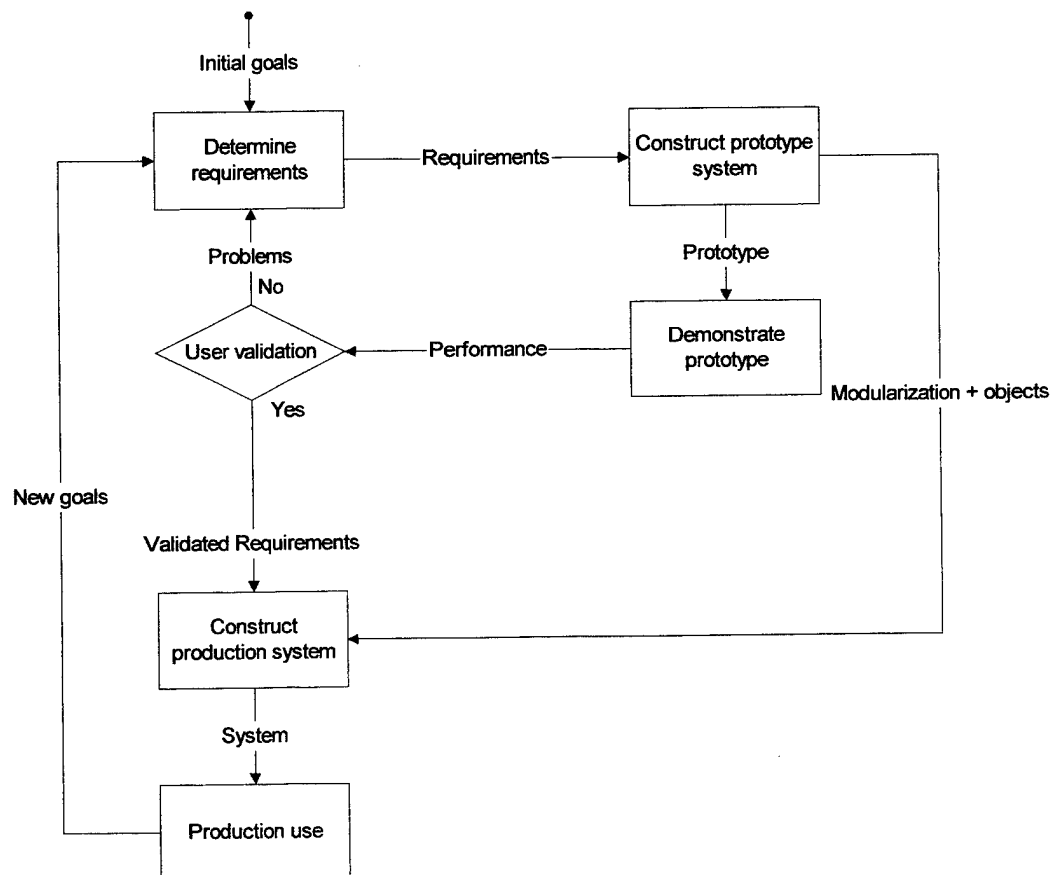 Initial goals
Determine
requirements
Requirements
Construct prototype
system
Problems
No
Prototype
User validation
Performance
Demonstrate
prototype
Yes
Modularization + objects
New goals
Validated Requirements
Construct
production system
System
Production use